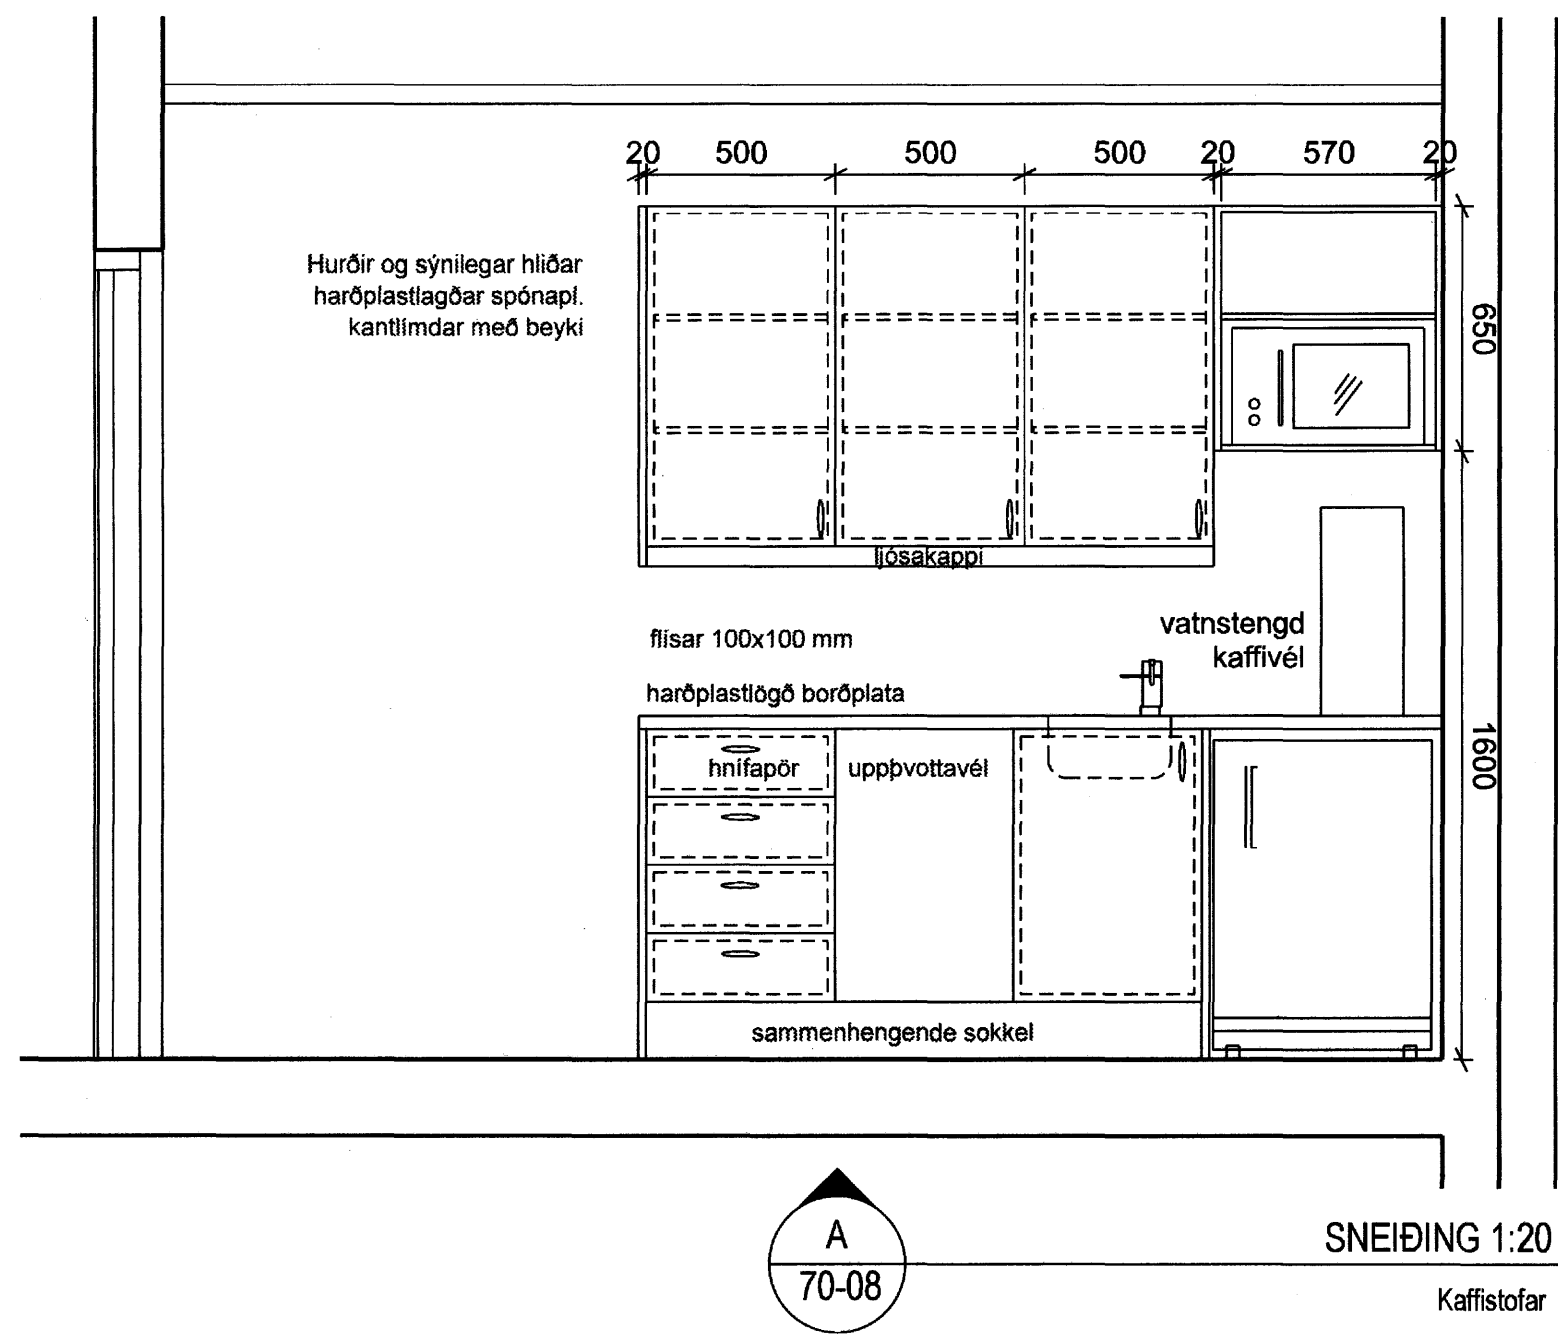 20 500 500 500 20 570 20
Hurðir og sýnilegar hliðar
harðplastlagðar spónapl.
kantlímdar með beyki
650
ljósakappi
vatnstengd
kaffivél
flísar 100x100 mm
harðplastlögð borðplata
1600
hnífapör
uppþvottavél
sammenhengende sokkel
A
70-08
SNEIÐING 1:20
Kaffistofar